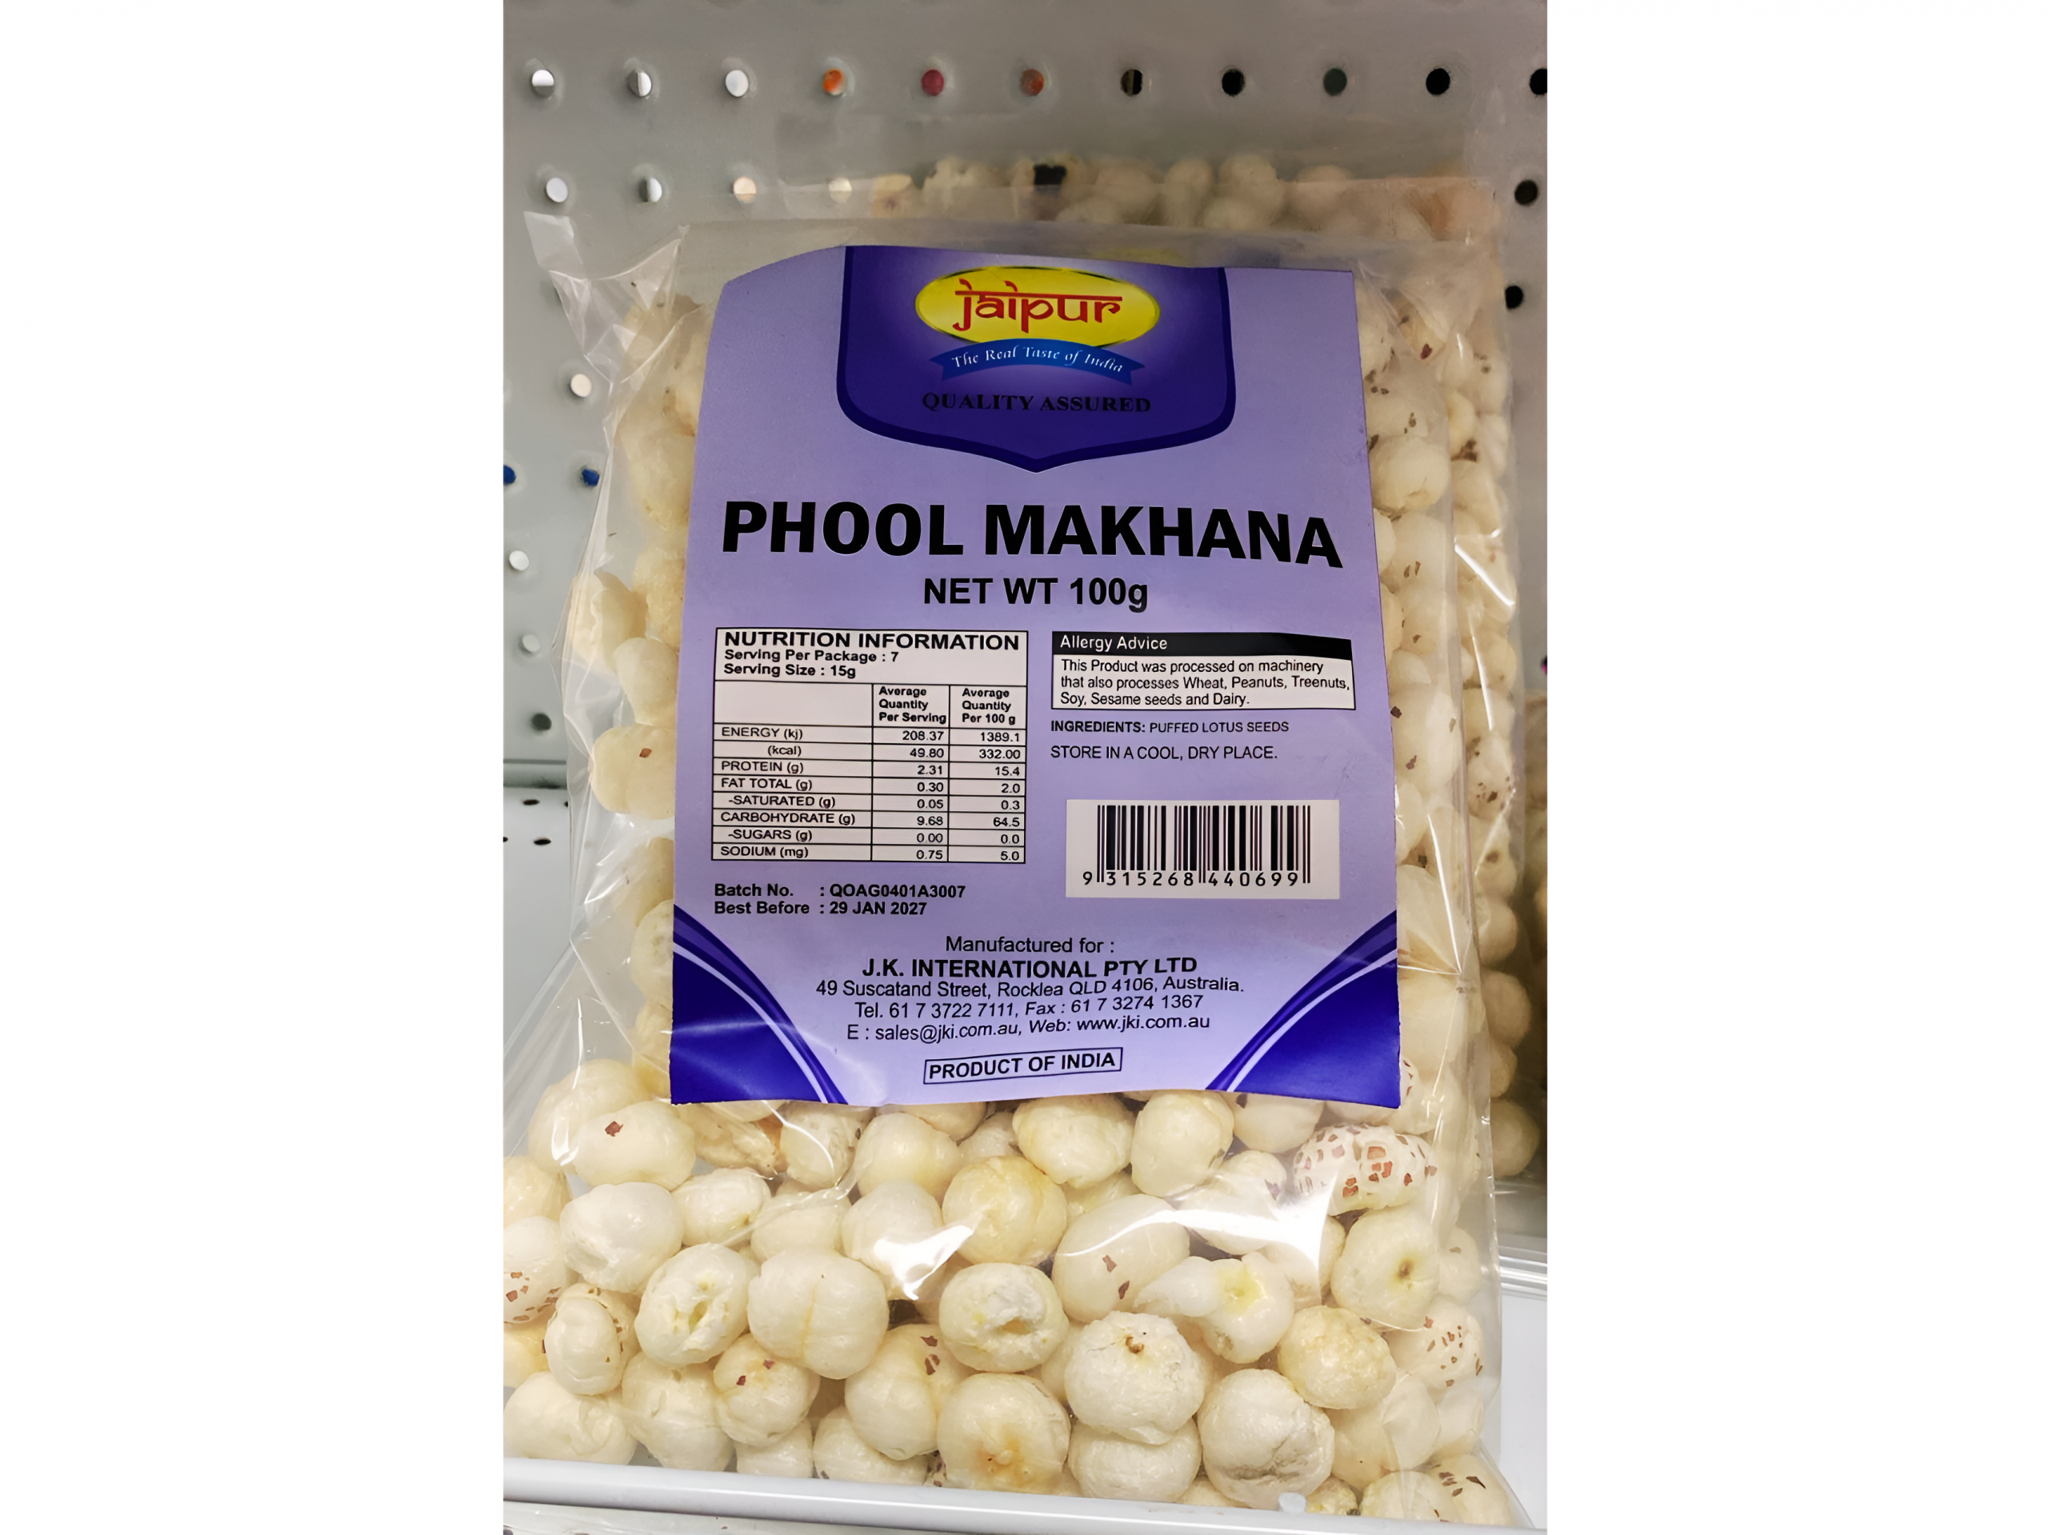 jaipur
The Real Taste of India
QUALITY ASSURED
PHOOL MAKHANA
NET WT 100g
NUTRITION INFORMATION
Serving Per Package : 7
Serving Size : 15g
Average Quantity Per Serving Average Quantity Per 100 g
ENERGY (kj) 208.37 1389.1
(kcal) 49.80 332.00
PROTEIN (g) 2.31 15.4
FAT TOTAL (g) 0.30 2.0
-SATURATED (g) 0.05 0.3
CARBOHYDRATE (g) 9.68 64.5
-SUGARS (g) 0.00 0.0
SODIUM (mg) 0.75 5.0
Allergy Advice
This Product was processed on machinery
that also processes Wheat, Peanuts, Treenuts,
Soy, Sesame seeds and Dairy.
INGREDIENTS: PUFFED LOTUS SEEDS
STORE IN A COOL, DRY PLACE.
9 315268 440699
Batch No. : QOAG0401A3007
Best Before : 29 JAN 2027
Manufactured for :
J.K. INTERNATIONAL PTY LTD
49 Suscatand Street, Rocklea QLD 4106, Australia.
Tel. 61 7 3722 7111, Fax : 61 7 3274 1367
E : sales@jki.com.au, Web: www.jki.com.au
PRODUCT OF INDIA